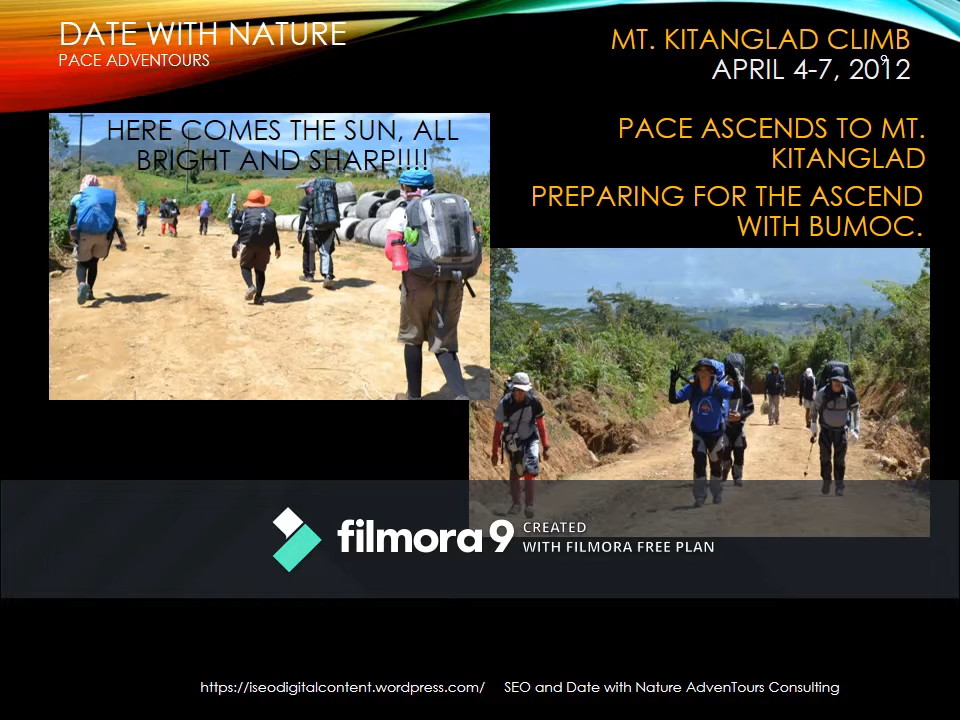 DATE WITH NATURE
PACE ADVENTOURS
MT. KITANGLAD CLIMB
APRIL 4-7, 2012
9
HERE COMES THE SUN, ALL
BRIGHT AND SHARP!!!!
PACE ASCENDS TO MT.
KITANGLAD
PREPARING FOR THE ASCEND
WITH BUMOC.
filmora9
CREATED
WITH FILMORA FREE PLAN
https://iseodigitalcontent.wordpress.com/ SEO and Date with Nature AdvenTours Consulting